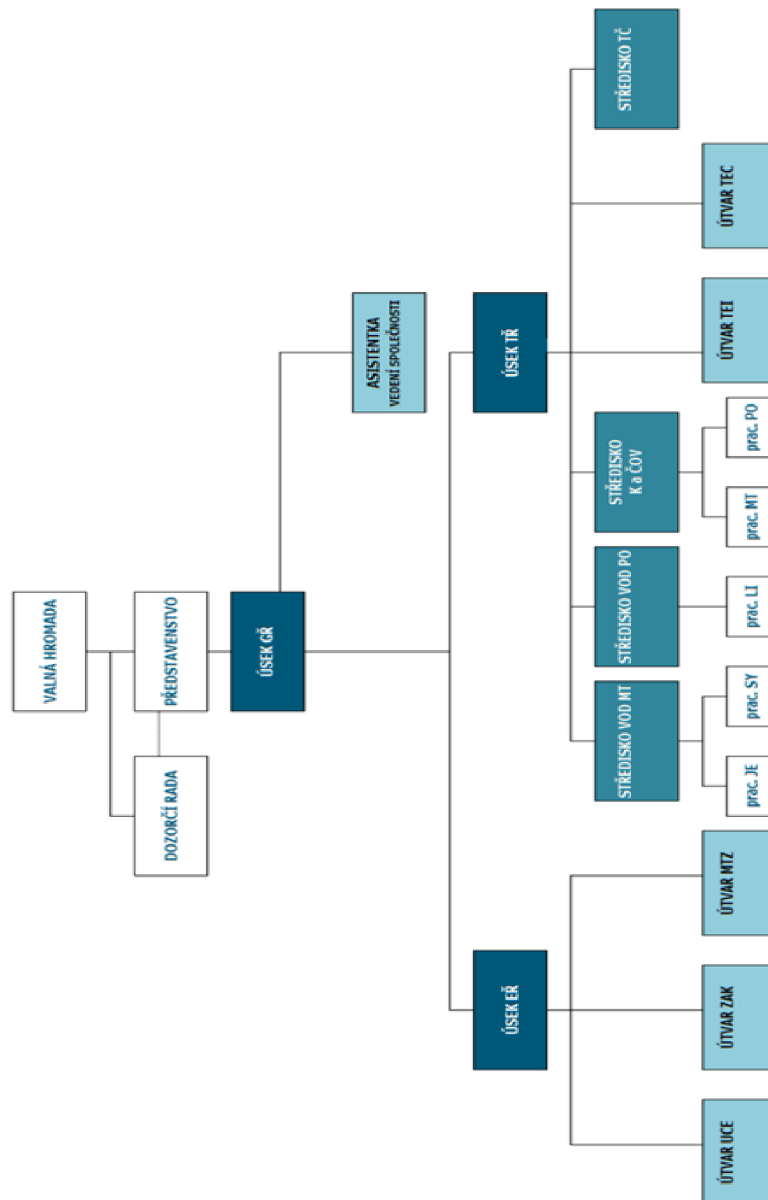 VALNÁ HROMADA
DOZORČÍ RADA
PŘEDSTAVENSTVO
ÚSEK GŘ
ASISTENTKA
VEDENÍ SPOLEČNOSTI
ÚSEK EŘ
ÚSEK TŘ
STŘEDISKO VOD MT
STŘEDISKO VOD PO
STŘEDISKO
K a ČOV
STŘEDISKO TČ
ÚTVAR UCE
ÚTVAR ZAK
ÚTVAR MTZ
prac. JE
prac. SY
prac. LI
prac. MT
prac. PO
ÚTVAR TEI
ÚTVAR TEC